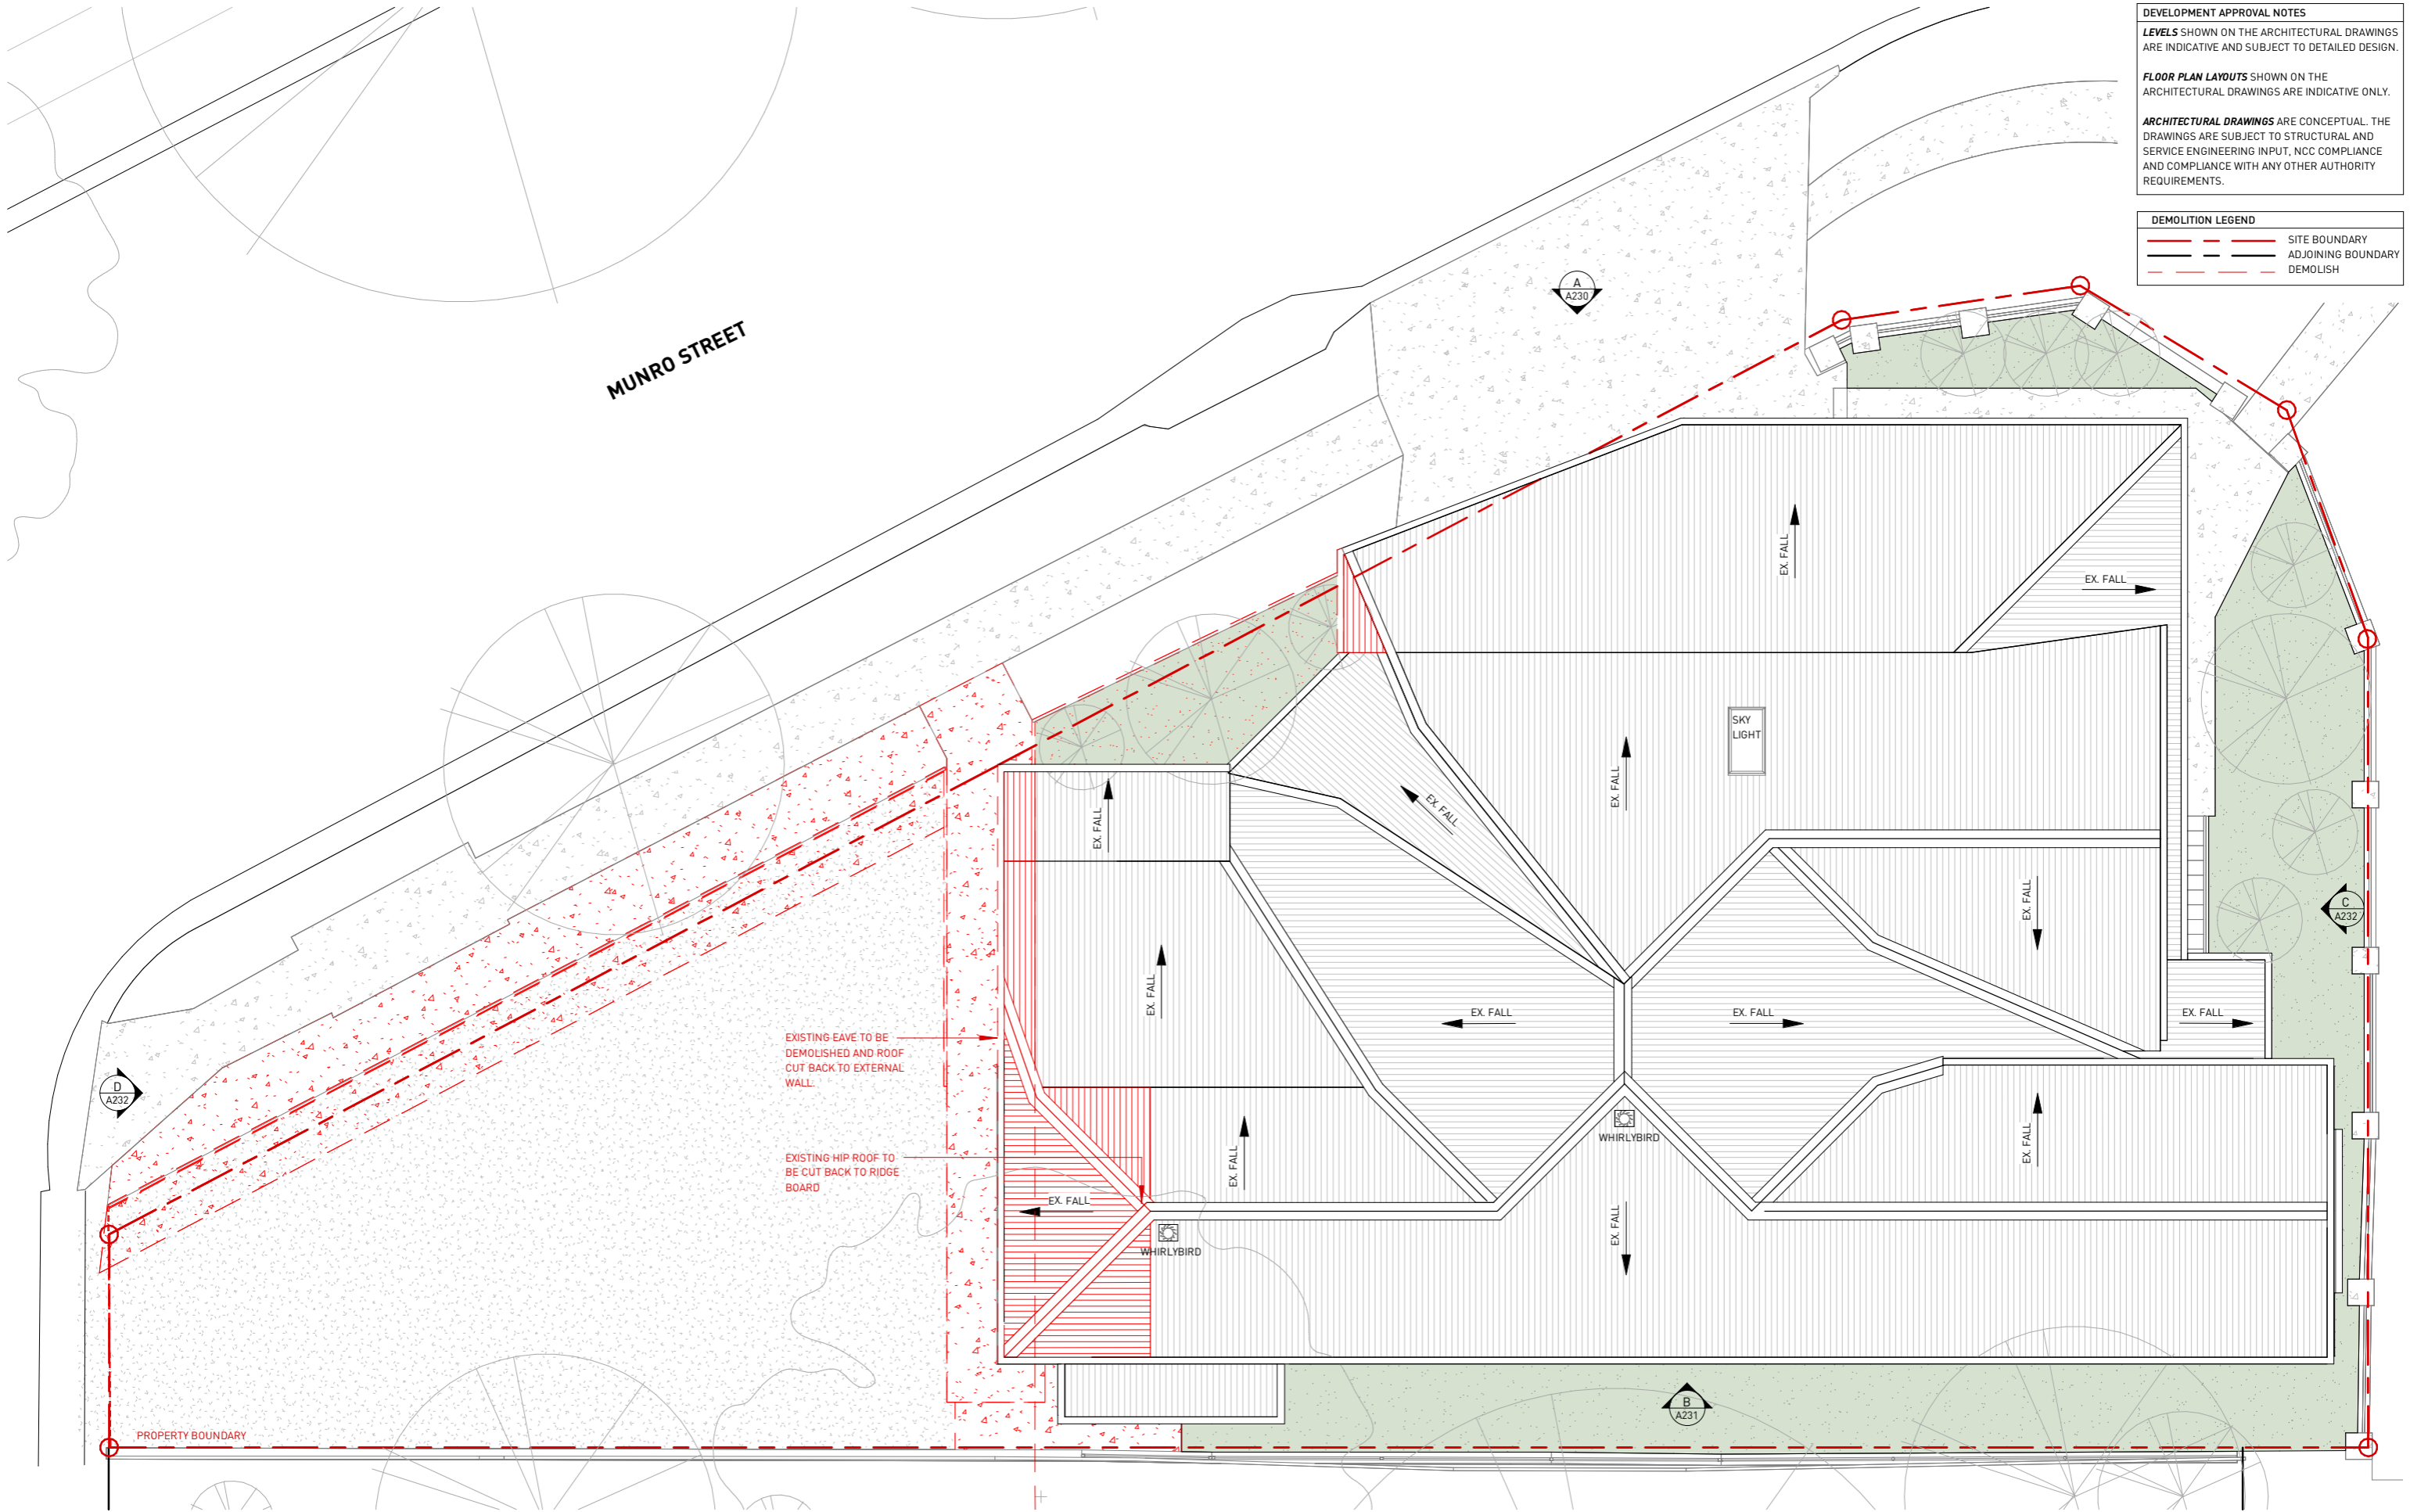 DEVELOPMENT APPROVAL NOTES
LEVELS SHOWN ON THE ARCHITECTURAL DRAWINGS
ARE INDICATIVE AND SUBJECT TO DETAILED DESIGN.
FLOOR PLAN LAYOUTS SHOWN ON THE
ARCHITECTURAL DRAWINGS ARE INDICATIVE ONLY.
ARCHITECTURAL DRAWINGS ARE CONCEPTUAL. THE
DRAWINGS ARE SUBJECT TO STRUCTURAL AND
SERVICE ENGINEERING INPUT, NCC COMPLIANCE
AND COMPLIANCE WITH ANY OTHER AUTHORITY
REQUIREMENTS.
DEMOLITION LEGEND
SITE BOUNDARY
ADJOINING BOUNDARY
DEMOLISH
A
A230
MUNRO STREET
EX. FALL
EX. FALL
SKY
LIGHT
EX. FALL
EX. FALL
EX. FALL
EX. FALL
C
A232
EX. FALL
EX. FALL
EX. FALL
EX. FALL
EXISTING EAVE TO BE
DEMOLISHED AND ROOF
CUT BACK TO EXTERNAL
WALL.
D
A232
WHIRLYBIRD
EX. FALL
EX. FALL
EXISTING HIP ROOF TO
BE CUT BACK TO RIDGE
BOARD
EX. FALL
EX. FALL
EX. FALL
WHIRLYBIRD
B
A231
PROPERTY BOUNDARY